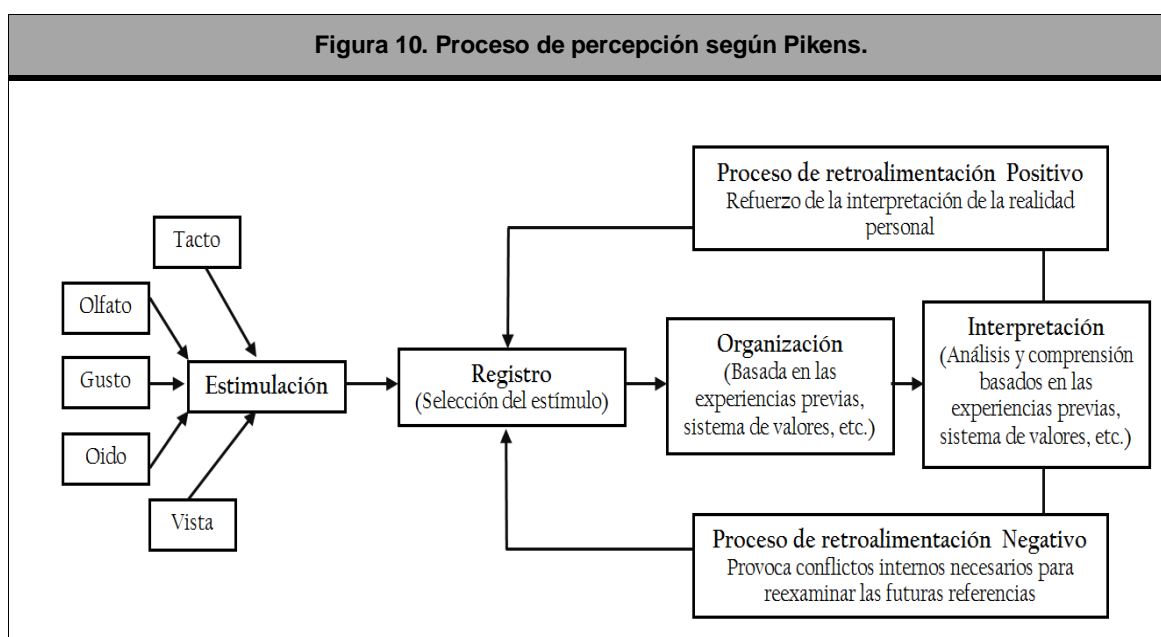 Figura 10. Proceso de percepción según Pikens.
Proceso de retroalimentación Positivo
Refuerzo de la interpretación de la realidad
personal
Tacto
Olfato
Gusto
Oido
Vista
Estimulación
Registro
(Selección del estímulo)
Organización
(Basada en las
experiencias previas,
sistema de valores, etc.)
Interpretación
(Análisis y comprensión
basados en las
experiencias previas,
sistema de valores, etc.)
Proceso de retroalimentación Negativo
Provoca conflictos internos necesarios para
reexaminar las futuras referencias